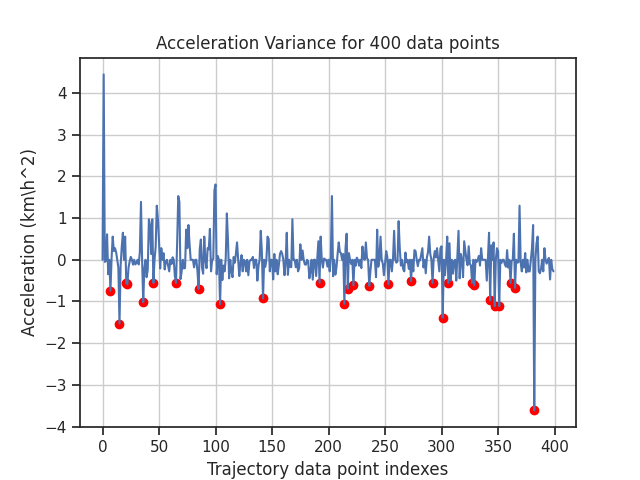 Acceleration Variance for 400 data points
Acceleration (km\h^2)
4
3
2
1
0
−1
−2
−3
−4
0 50 100 150 200 250 300 350 400
Trajectory data point indexes